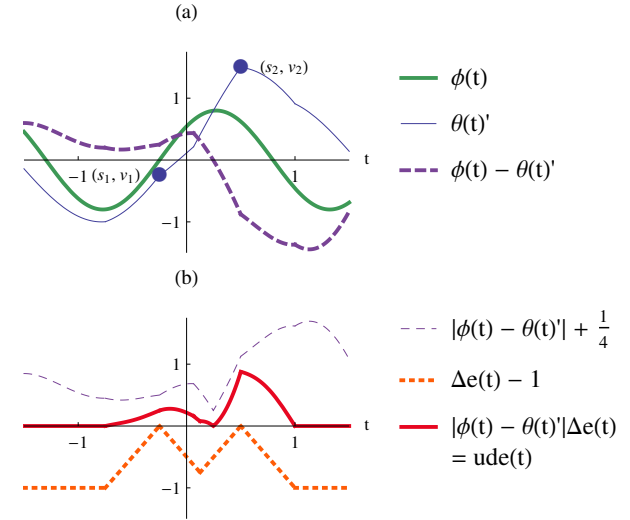 (a)
(s₂, v₂)
1
t
−1
(s₁, v₁)
1
−1
ϕ(t)
θ(t)'
ϕ(t) − θ(t)'
(b)
1
t
−1
1
−1
|ϕ(t) − θ(t)'| + 1/4
Δe(t) − 1
|ϕ(t) − θ(t)'|Δe(t)
= ude(t)